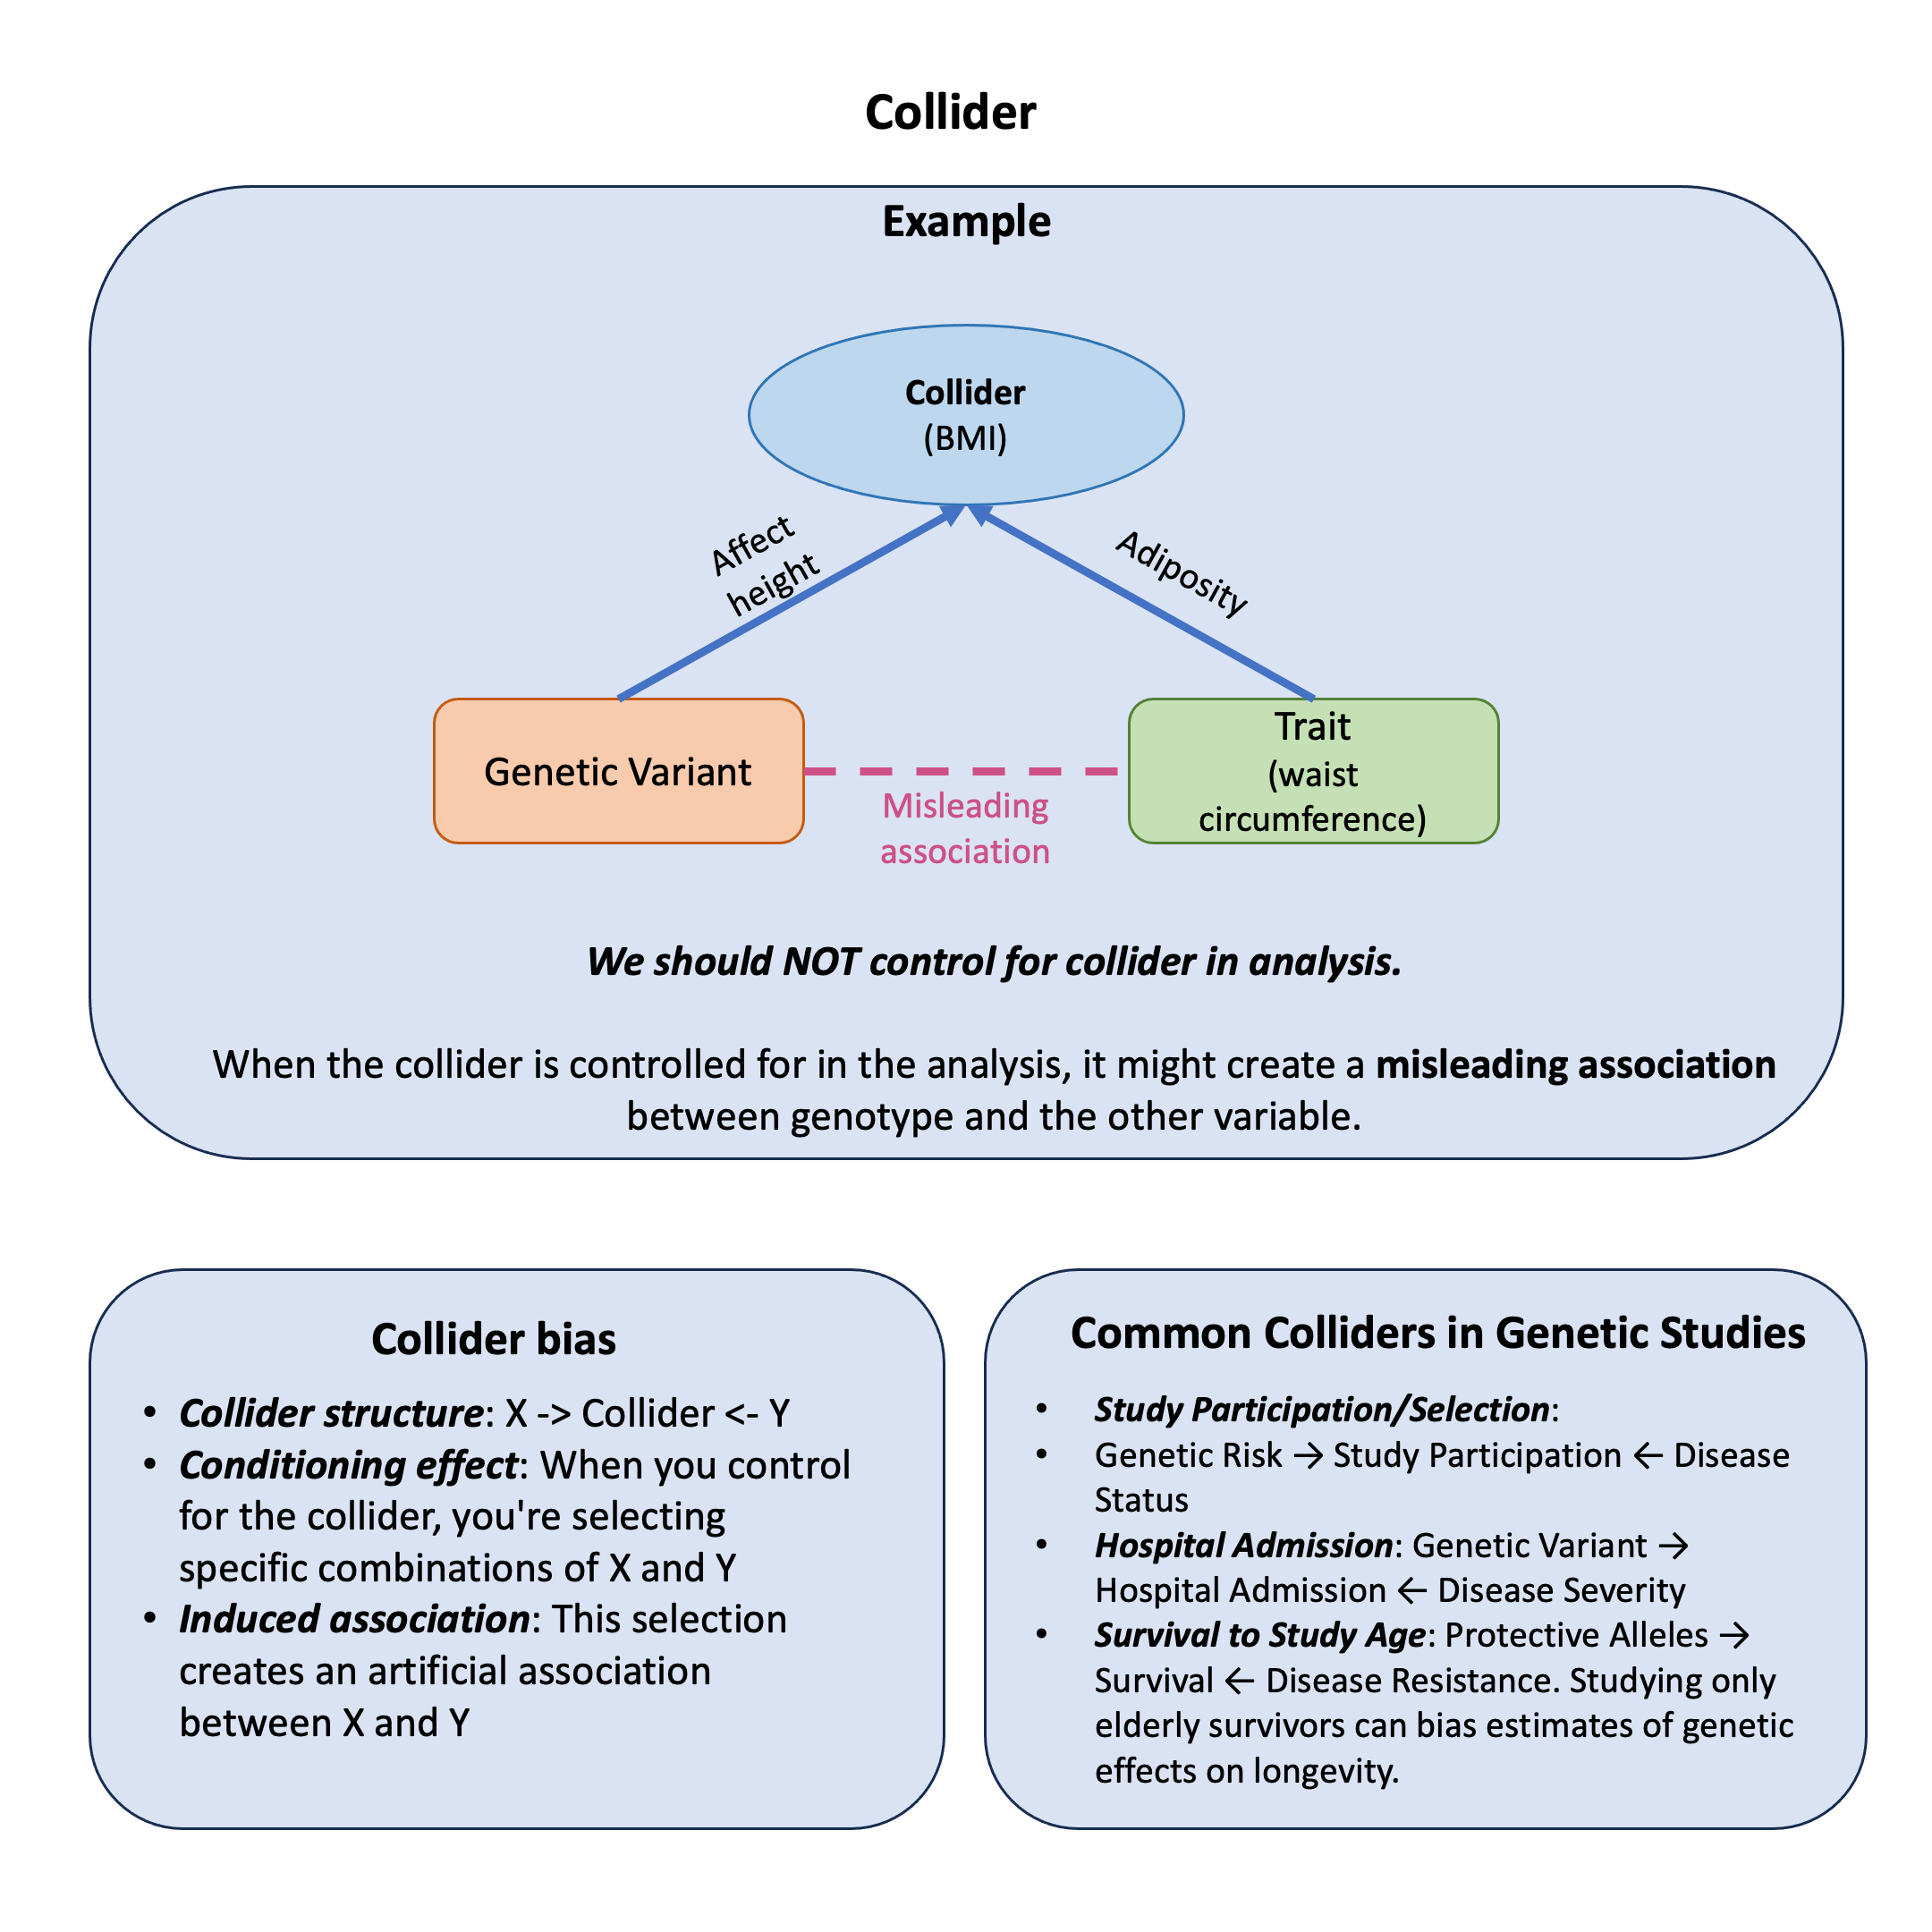 Collider
Example
Collider
(BMI)
Affect
height
Adiposity
Genetic Variant
Misleading
association
Trait
(waist
circumference)
We should NOT control for collider in analysis.
When the collider is controlled for in the analysis, it might create a misleading association
between genotype and the other variable.
Collider bias
• Collider structure: X -> Collider <- Y
• Conditioning effect: When you control
for the collider, you're selecting
specific combinations of X and Y
• Induced association: This selection
creates an artificial association
between X and Y
Common Colliders in Genetic Studies
• Study Participation/Selection:
• Genetic Risk → Study Participation ← Disease
Status
• Hospital Admission: Genetic Variant →
Hospital Admission ← Disease Severity
• Survival to Study Age: Protective Alleles →
Survival ← Disease Resistance. Studying only
elderly survivors can bias estimates of genetic
effects on longevity.